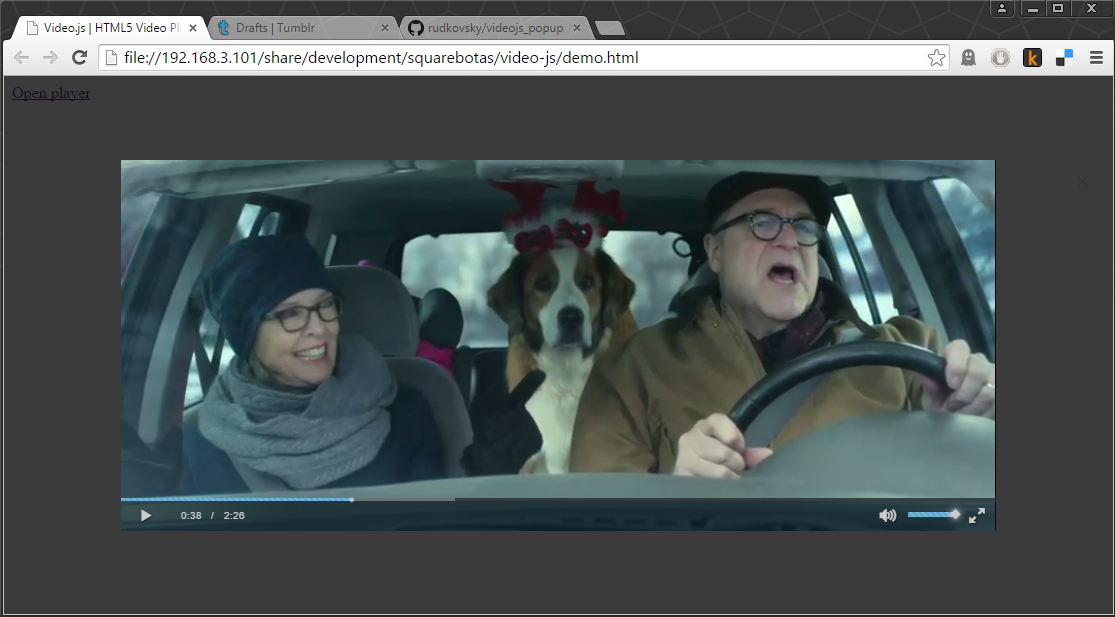 Video.js | HTML5 Video Pl
Drafts | Tumblr
rudkovsky/videojs_popup
file://192.168.3.101/share/development/squarebotas/video-js/demo.html
Open player
0:38 / 2:26